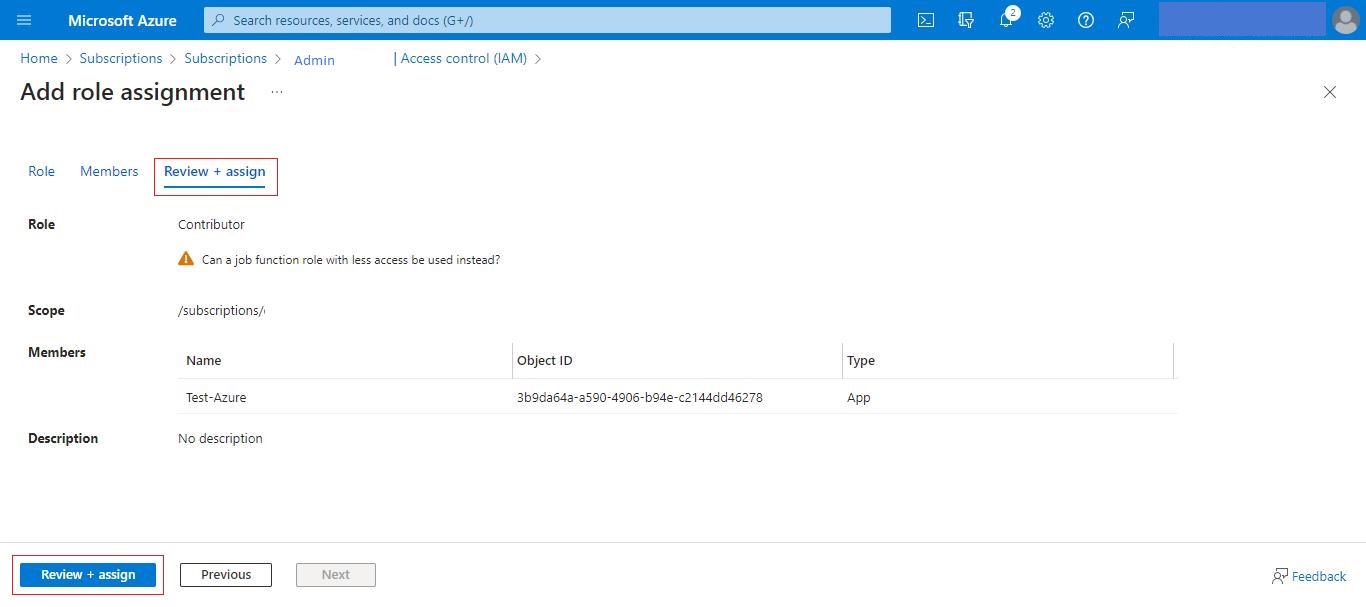 Microsoft Azure
Search resources, services, and docs (G+/)
2
Home > Subscriptions > Subscriptions > Admin | Access control (IAM) >
Add role assignment ...
Role Members Review + assign
Role Contributor
Can a job function role with less access be used instead?
Scope /subscriptions/
Members
Name Object ID Type
Test-Azure 3b9da64a-a590-4906-b94e-c2144dd46278 App
Description No description
Review + assign Previous Next
Feedback